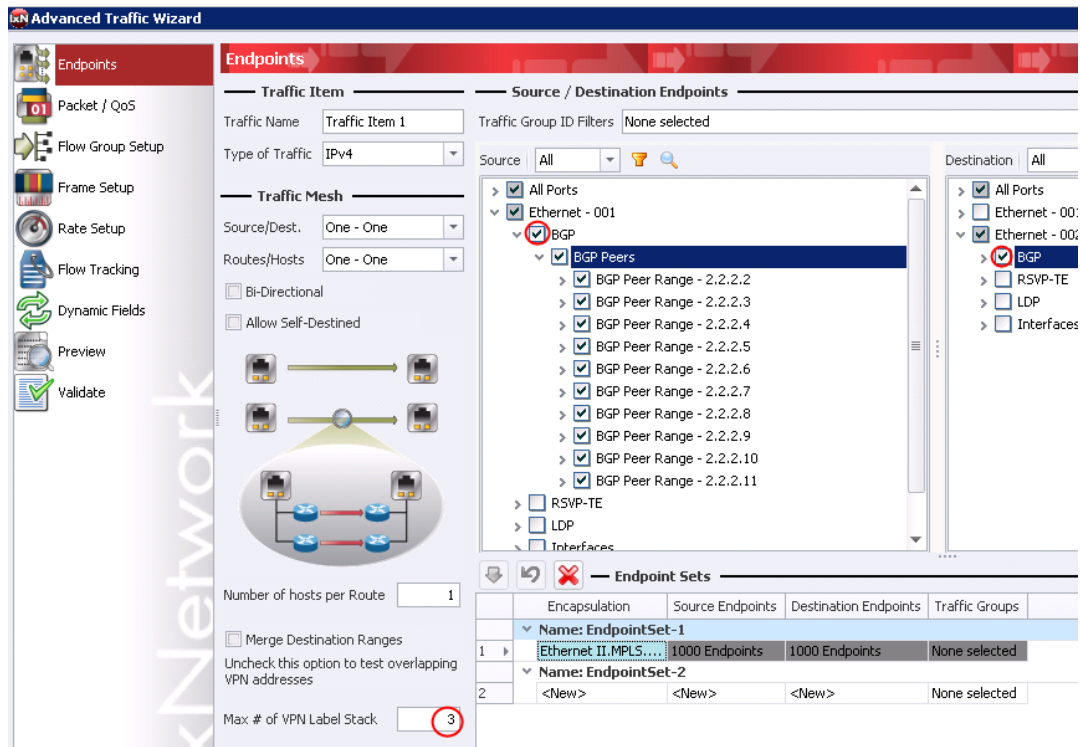 IxN Advanced Traffic Wizard
Endpoints
Packet / QoS
Flow Group Setup
Frame Setup
Rate Setup
Flow Tracking
Dynamic Fields
Preview
Validate
xNetwork
Endpoints
Traffic Item
Traffic Name Traffic Item 1
Type of Traffic IPv4
Traffic Mesh
Source/Dest. One - One
Routes/Hosts One - One
Bi-Directional
Allow Self-Destined
Number of hosts per Route 1
Merge Destination Ranges
Uncheck this option to test overlapping
VPN addresses
Max # of VPN Label Stack 3
Source / Destination Endpoints
Traffic Group ID Filters None selected
Source All
All Ports
Ethernet - 001
BGP
BGP Peers
BGP Peer Range - 2.2.2.2
BGP Peer Range - 2.2.2.3
BGP Peer Range - 2.2.2.4
BGP Peer Range - 2.2.2.5
BGP Peer Range - 2.2.2.6
BGP Peer Range - 2.2.2.7
BGP Peer Range - 2.2.2.8
BGP Peer Range - 2.2.2.9
BGP Peer Range - 2.2.2.10
BGP Peer Range - 2.2.2.11
RSVP-TE
LDP
Interfaces
Destination All
All Ports
Ethernet - 001
Ethernet - 002
BGP
RSVP-TE
LDP
Interfaces
Endpoint Sets
Encapsulation Source Endpoints Destination Endpoints Traffic Groups
Name: EndpointSet-1
1 Ethernet II.MPLS.... 1000 Endpoints 1000 Endpoints None selected
Name: EndpointSet-2
2 <New> <New> <New> None selected